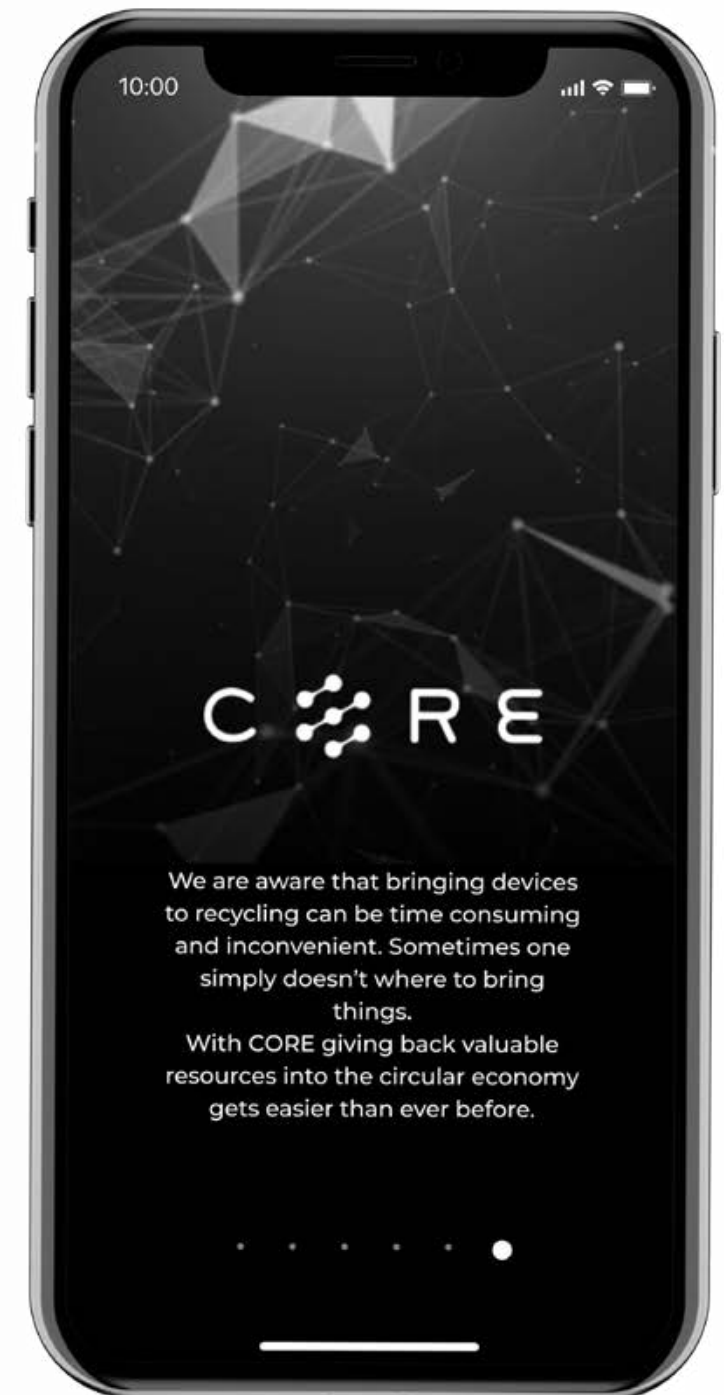 10:00
CORE
We are aware that bringing devices
to recycling can be time consuming
and inconvenient. Sometimes one
simply doesn't where to bring
things.
With CORE giving back valuable
resources into the circular economy
gets easier than ever before.